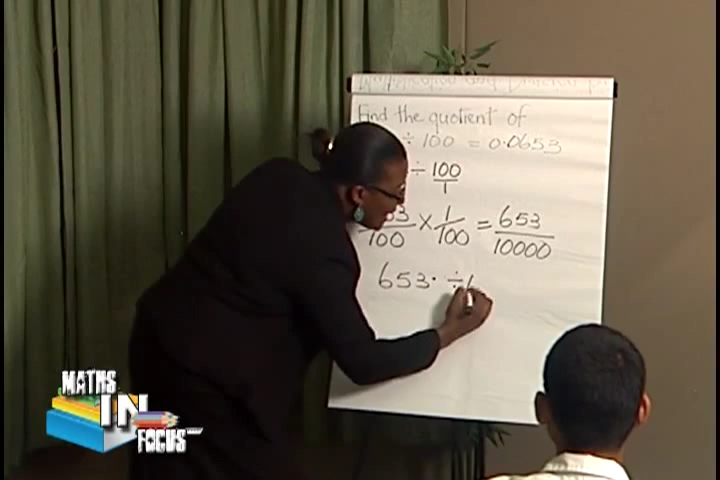 Find the quotient of
÷ 100 = 0.0653
÷ 100/1
/100 × 1/100 = 653/10000
653. ÷
MATHS
IN
FOCUS